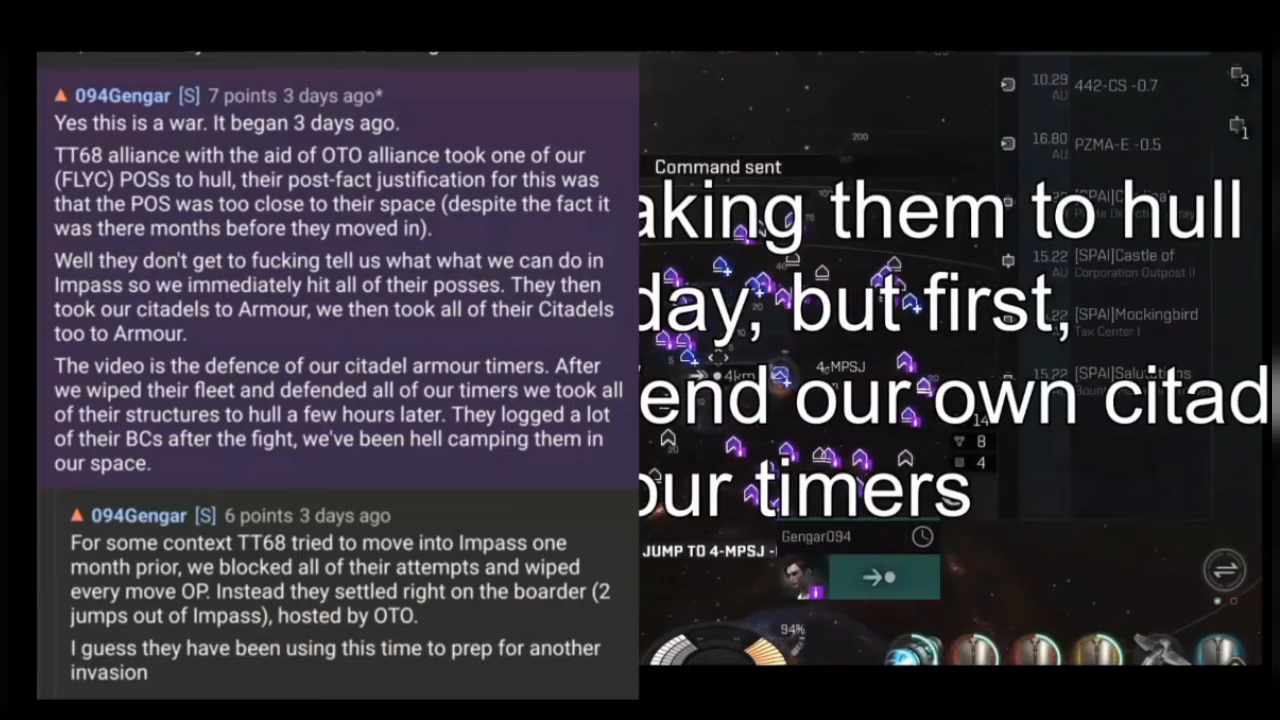 094Gengar [S] 7 points 3 days ago*
Yes this is a war. It began 3 days ago.
TT68 alliance with the aid of OTO alliance took one of our
(FLYC) POSs to hull, their post-fact justification for this was
that the POS was too close to their space (despite the fact it
was there months before they moved in).
Well they don't get to fucking tell us what what we can do in
Impass so we immediately hit all of their posses. They then
took our citadels to Armour, we then took all of their Citadels
too to Armour.
The video is the defence of our citadel armour timers. After
we wiped their fleet and defended all of our timers we took all
of their structures to hull a few hours later. They logged a lot
of their BCs after the fight, we've been hell camping them in
our space.
094Gengar [S] 6 points 3 days ago
For some context TT68 tried to move into Impass one
month prior, we blocked all of their attempts and wiped
every move OP. Instead they settled right on the boarder (2
jumps out of Impass), hosted by OTO.
I guess they have been using this time to prep for another
invasion
10.29 AU 442-CS -0.7
3
1
16.80 AU PZMA-E -0.5
200
Command sent
aking them to hull
day, but first,
end our own citad
our timers
15.22 AU [SPAI]Castle of
Corporation Outpost II
[SPAI]Mockingbird
Tax Center I
15.22 [SPAI]
4km
4-MPSJ
14
8
4
Gengar094
JUMP TO 4-MPSJ -
94%